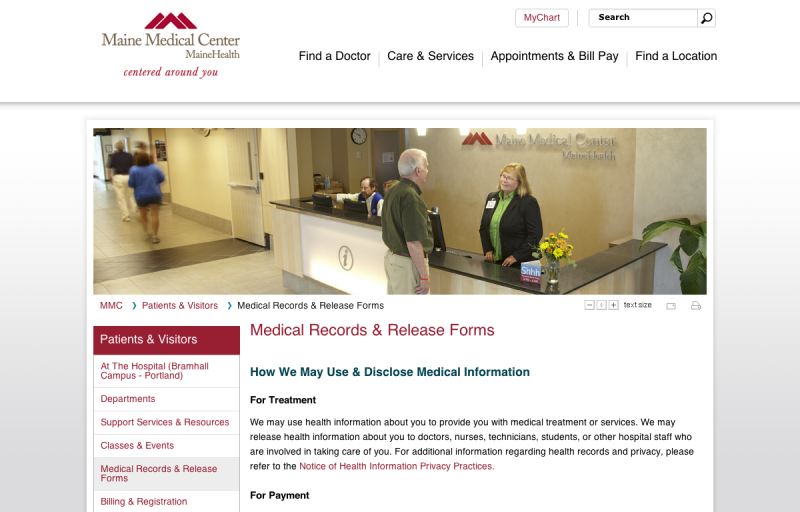 MyChart
Search
Maine Medical Center
MaineHealth
centered around you
Find a Doctor
Care & Services
Appointments & Bill Pay
Find a Location
Maine Medical Center
MaineHealth
i
Shhh
MMC
Patients & Visitors
Medical Records & Release Forms
text size
Patients & Visitors
At The Hospital (Bramhall
Campus - Portland)
Departments
Support Services & Resources
Classes & Events
Medical Records & Release
Forms
Billing & Registration
Medical Records & Release Forms
How We May Use & Disclose Medical Information
For Treatment
We may use health information about you to provide you with medical treatment or services. We may
release health information about you to doctors, nurses, technicians, students, or other hospital staff who
are involved in taking care of you. For additional information regarding health records and privacy, please
refer to the Notice of Health Information Privacy Practices.
For Payment